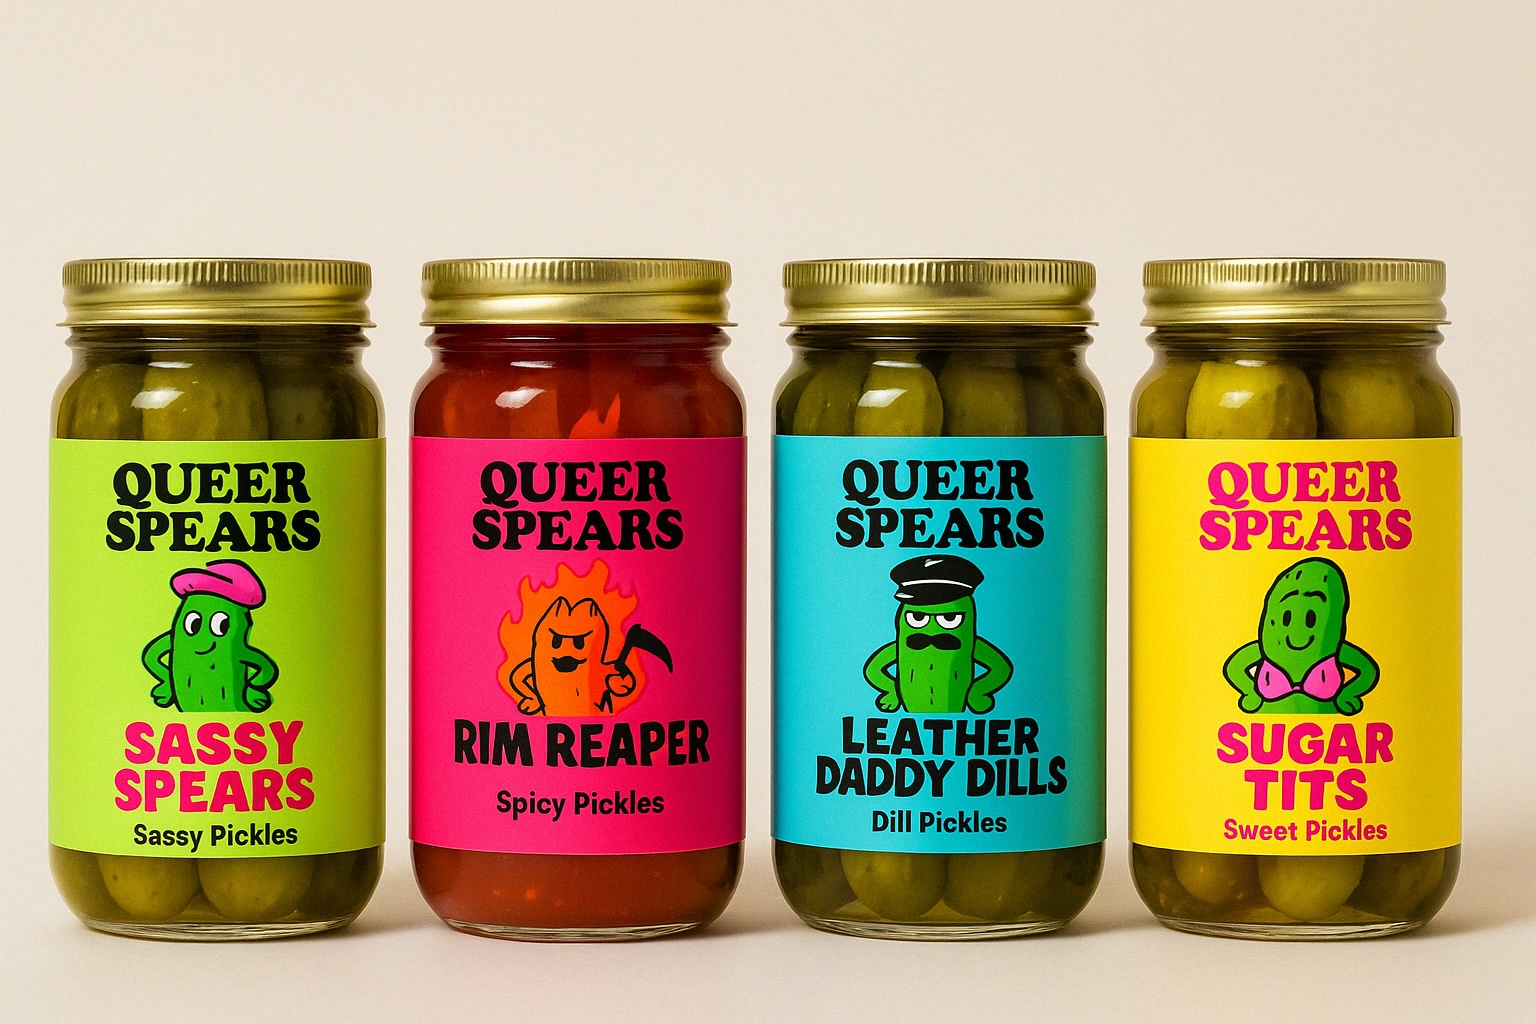 QUEER
SPEARS
SASSY
SPEARS
Sassy Pickles
QUEER
SPEARS
RIM REAPER
Spicy Pickles
QUEER
SPEARS
LEATHER
DADDY DILLS
Dill Pickles
QUEER
SPEARS
SUGAR
TITS
Sweet Pickles